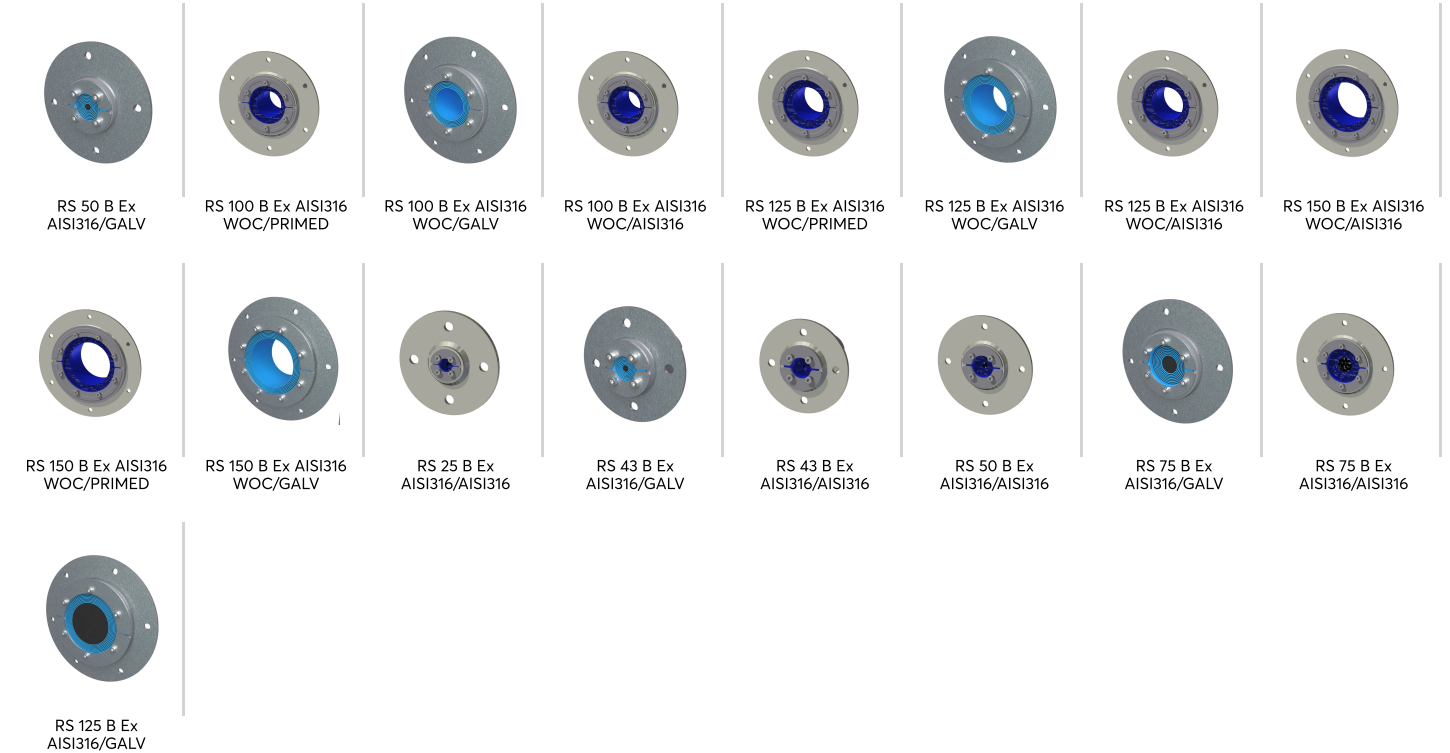 RS 50 B Ex
AISI316/GALV
RS 100 B Ex AISI316
WOC/PRIMED
RS 100 B Ex AISI316
WOC/GALV
RS 100 B Ex AISI316
WOC/AISI316
RS 125 B Ex AISI316
WOC/PRIMED
RS 125 B Ex AISI316
WOC/GALV
RS 125 B Ex AISI316
WOC/AISI316
RS 150 B Ex AISI316
WOC/AISI316
RS 150 B Ex AISI316
WOC/PRIMED
RS 150 B Ex AISI316
WOC/GALV
RS 25 B Ex
AISI316/AISI316
RS 43 B Ex
AISI316/GALV
RS 43 B Ex
AISI316/AISI316
RS 50 B Ex
AISI316/AISI316
RS 75 B Ex
AISI316/GALV
RS 75 B Ex
AISI316/AISI316
RS 125 B Ex
AISI316/GALV